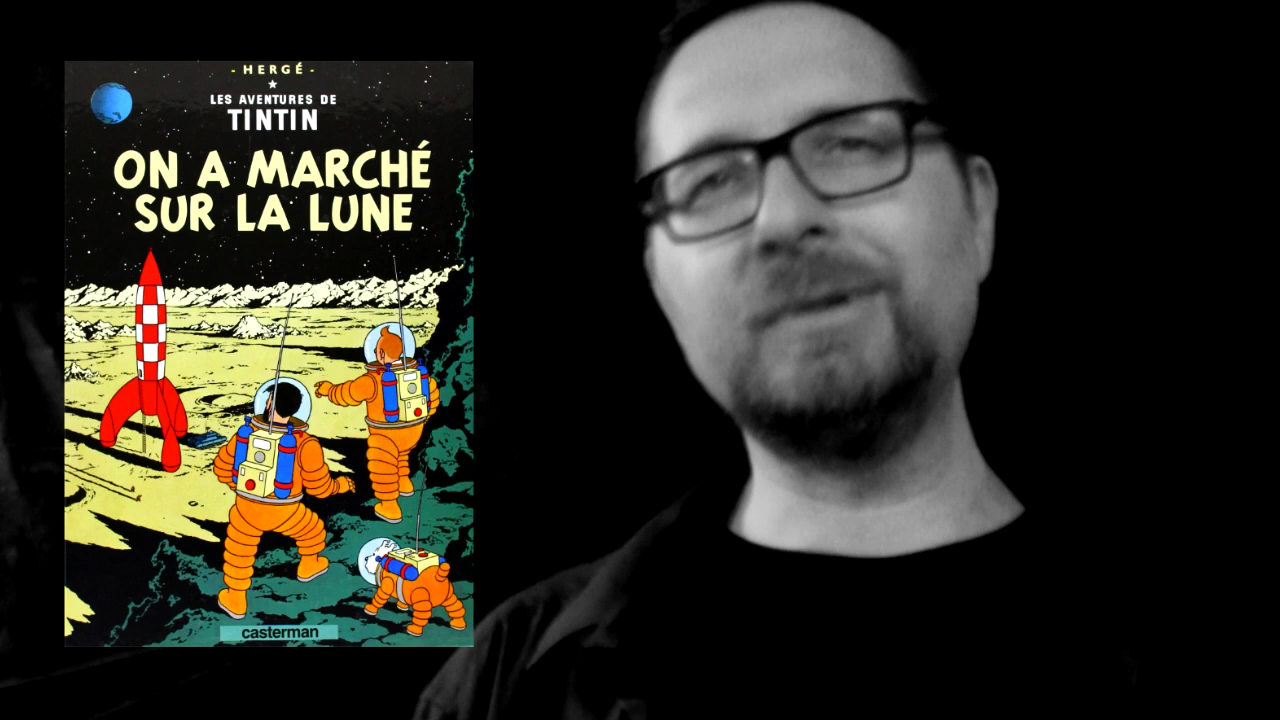 - HERGÉ -
LES AVENTURES DE
TINTIN
ON A MARCHÉ
SUR LA LUNE
casterman